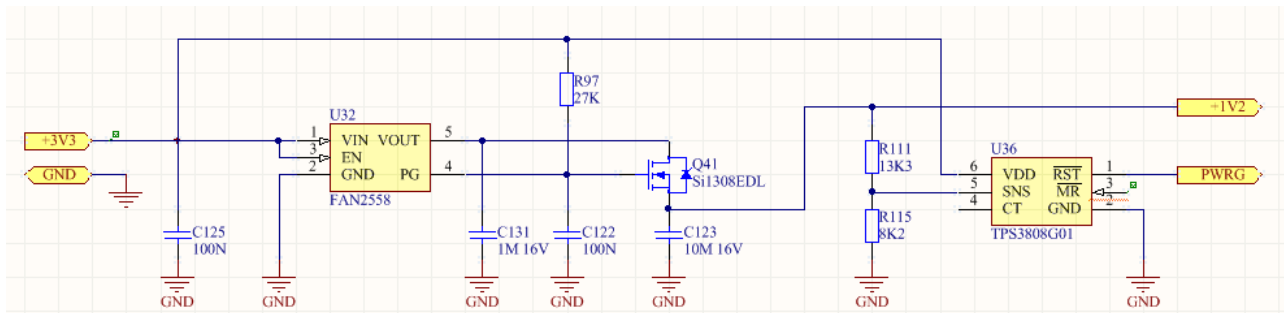 +3V3
GND
GND
C125
100N
GND
GND
U32
1 VIN VOUT 5
3 EN
2 GND PG 4
FAN2558
R97
27K
C131
1M 16V
GND
C122
100N
GND
Q41
Si1308EDL
C123
10M 16V
GND
R111
13K3
R115
8K2
GND
U36
6 VDD RST 1
5 SNS MR 3
4 CT GND 2
TPS3808G01
GND
+1V2
PWRG